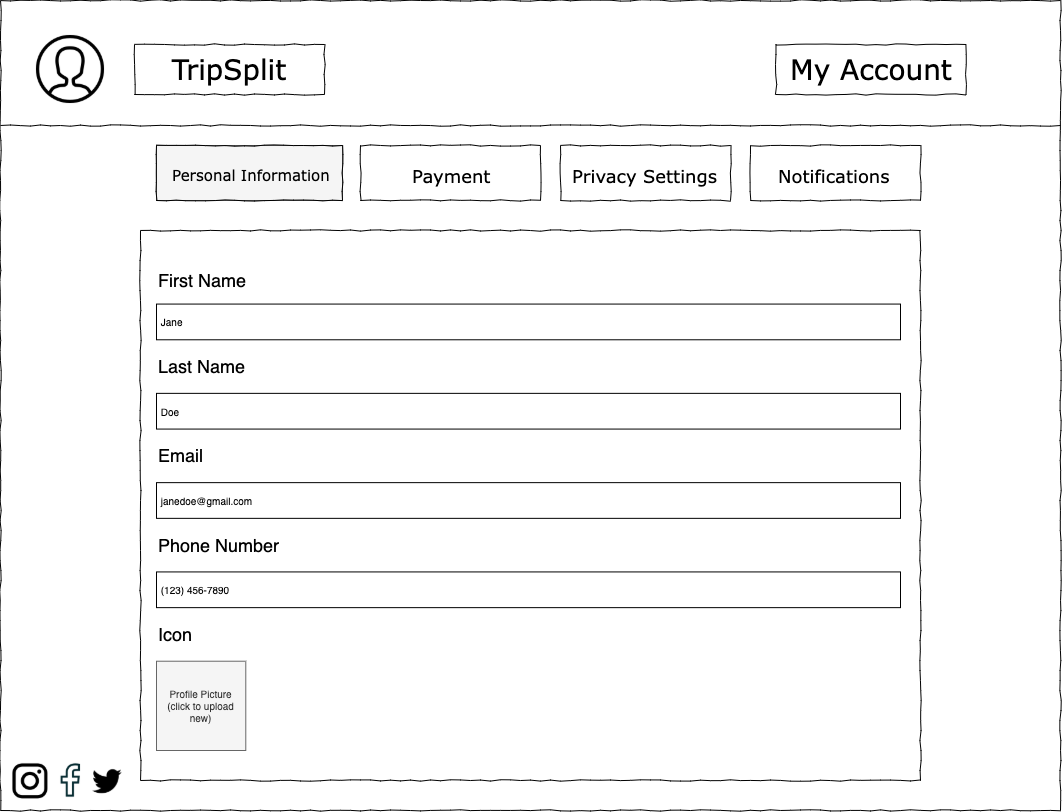 TripSplit
My Account
Personal Information
Payment
Privacy Settings
Notifications
First Name
Jane
Last Name
Doe
Email
janedoe@gmail.com
Phone Number
(123) 456-7890
Icon
Profile Picture
(click to upload
new)